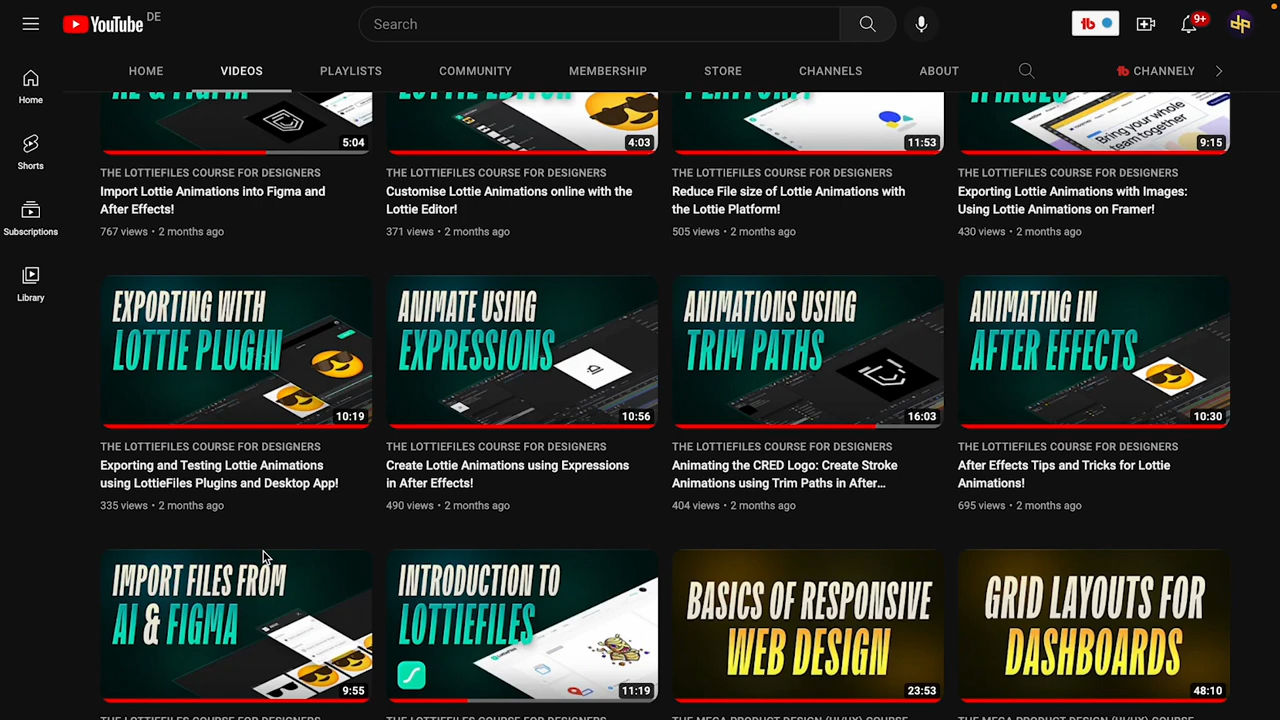 YouTube DE
Search
9+
HOME
VIDEOS
PLAYLISTS
COMMUNITY
MEMBERSHIP
STORE
CHANNELS
ABOUT
CHANNELY
Home
Shorts
Subscriptions
Library
5:04
4:03
Bring your whole
team together
11:53
9:15
THE LOTTIEFILES COURSE FOR DESIGNERS
Import Lottie Animations into Figma and
After Effects!
767 views • 2 months ago
THE LOTTIEFILES COURSE FOR DESIGNERS
Customise Lottie Animations online with the
Lottie Editor!
371 views • 2 months ago
THE LOTTIEFILES COURSE FOR DESIGNERS
Reduce File size of Lottie Animations with
the Lottie Platform!
505 views • 2 months ago
THE LOTTIEFILES COURSE FOR DESIGNERS
Exporting Lottie Animations with Images:
Using Lottie Animations on Framer!
430 views • 2 months ago
EXPORTING WITH
LOTTIE PLUGIN
10:19
ANIMATE USING
EXPRESSIONS
10:56
ANIMATIONS USING
TRIM PATHS
16:03
ANIMATING IN
AFTER EFFECTS
10:30
THE LOTTIEFILES COURSE FOR DESIGNERS
Exporting and Testing Lottie Animations
using LottieFiles Plugins and Desktop App!
335 views • 2 months ago
THE LOTTIEFILES COURSE FOR DESIGNERS
Create Lottie Animations using Expressions
in After Effects!
490 views • 2 months ago
THE LOTTIEFILES COURSE FOR DESIGNERS
Animating the CRED Logo: Create Stroke
Animations using Trim Paths in After...
404 views • 2 months ago
THE LOTTIEFILES COURSE FOR DESIGNERS
After Effects Tips and Tricks for Lottie
Animations!
695 views • 2 months ago
IMPORT FILES FROM
AI & FIGMA
9:55
INTRODUCTION TO
LOTTIEFILES
11:19
BASICS OF RESPONSIVE
WEB DESIGN
23:53
GRID LAYOUTS FOR
DASHBOARDS
48:10